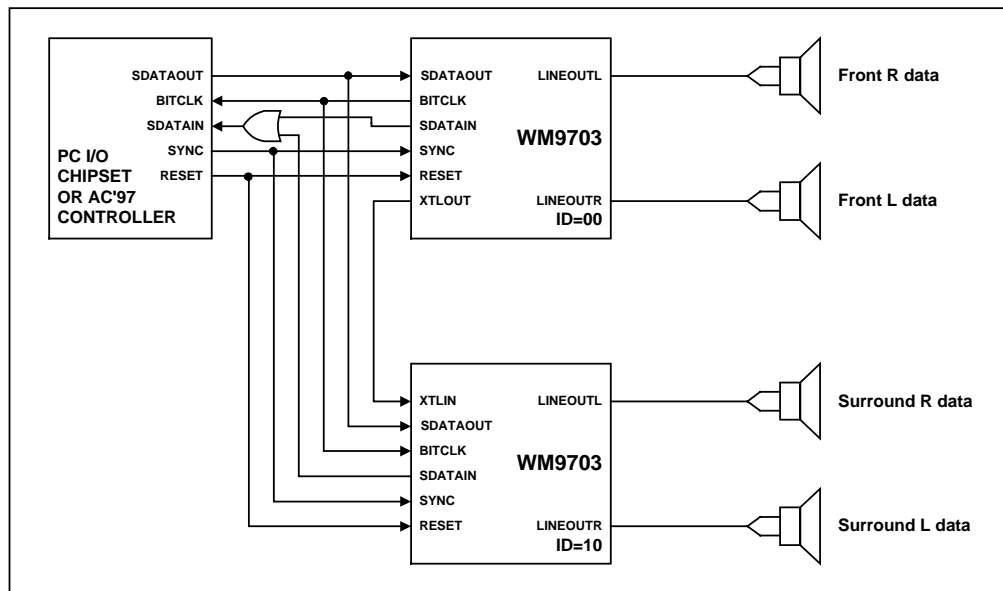 SDATAOUT
BITCLK
SDATAIN
SYNC
RESET
PC I/O
CHIPSET
OR AC'97
CONTROLLER
SDATAOUT
BITCLK
SDATAIN
SYNC
RESET
XTLOUT
LINEOUTL
WM9703
LINEOUTR
ID=00
Front R data
Front L data
XTLIN
SDATAOUT
BITCLK
SDATAIN
SYNC
RESET
LINEOUTL
WM9703
LINEOUTR
ID=10
Surround R data
Surround L data